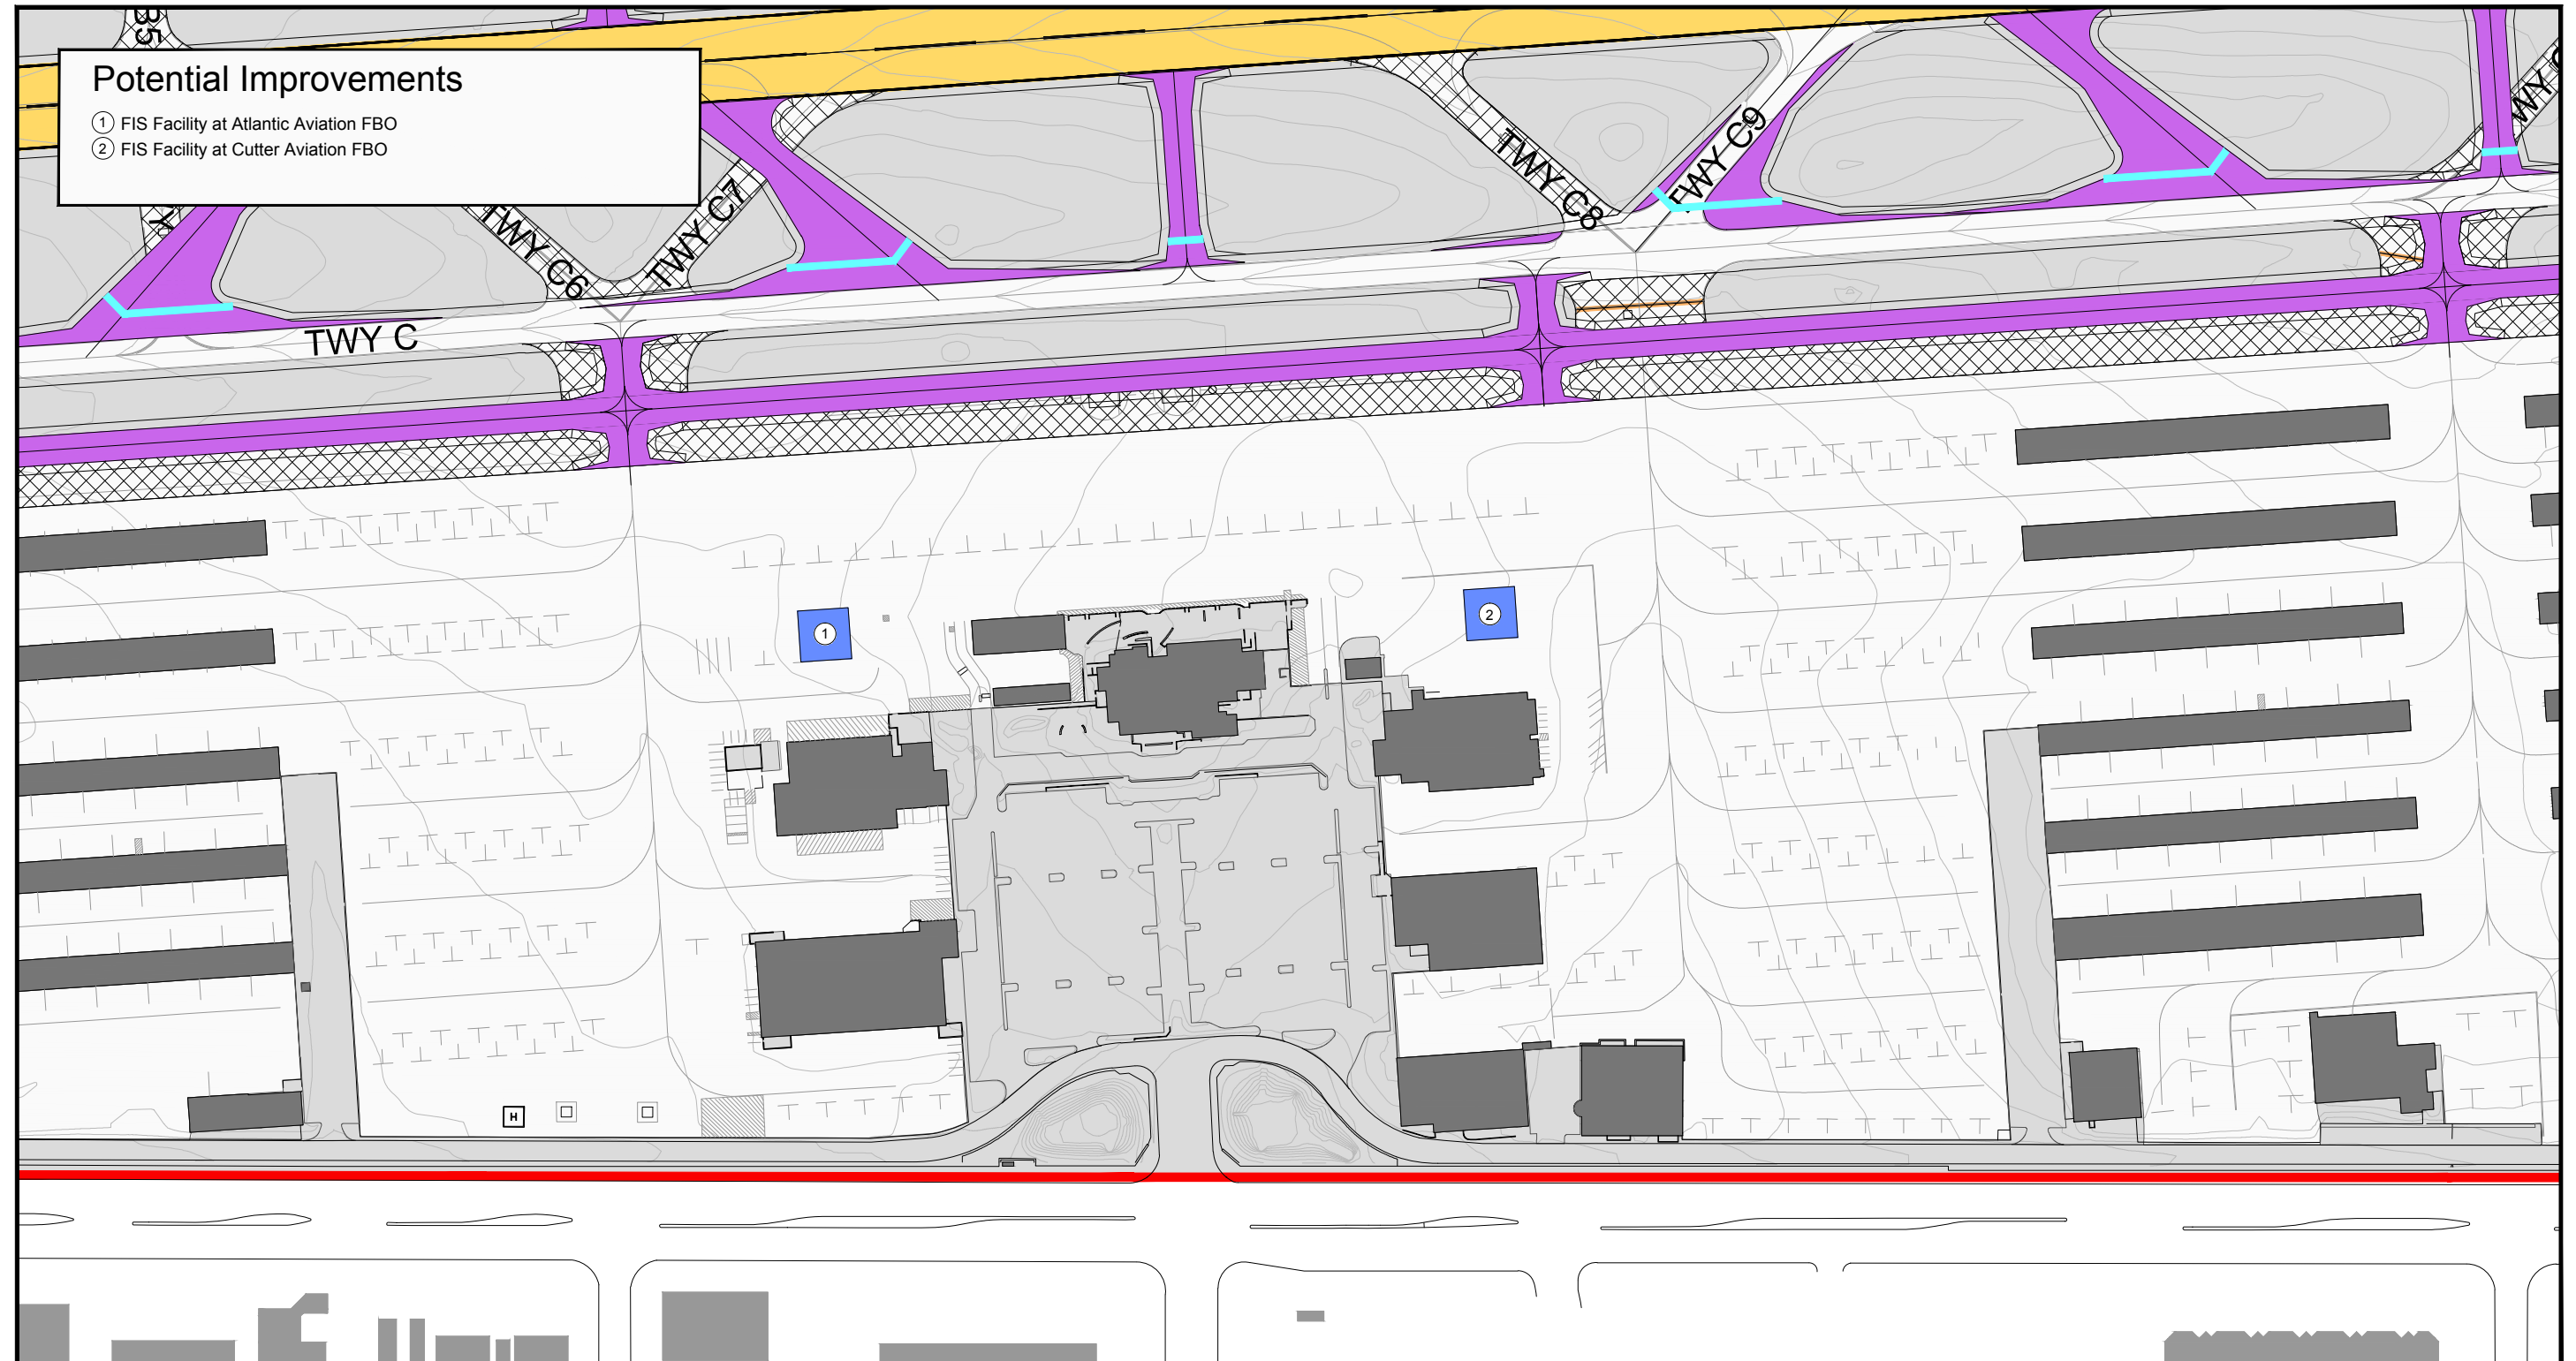 B5
Potential Improvements
1 FIS Facility at Atlantic Aviation FBO
2 FIS Facility at Cutter Aviation FBO
TWY C6
TWY C7
TWY C8
TWY C9
TWY C
1
2
H